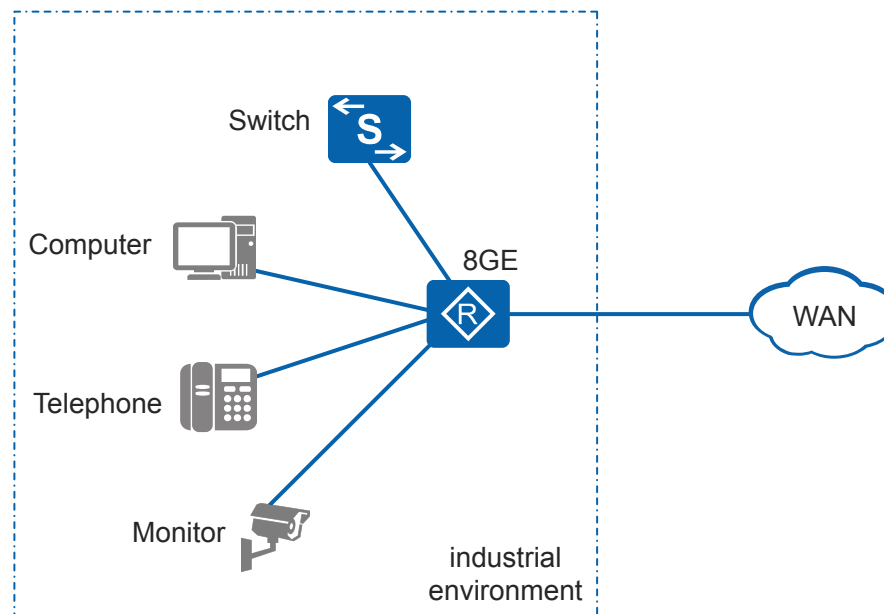 Switch
S
Computer
8GE
R
WAN
Telephone
Monitor
industrial
environment